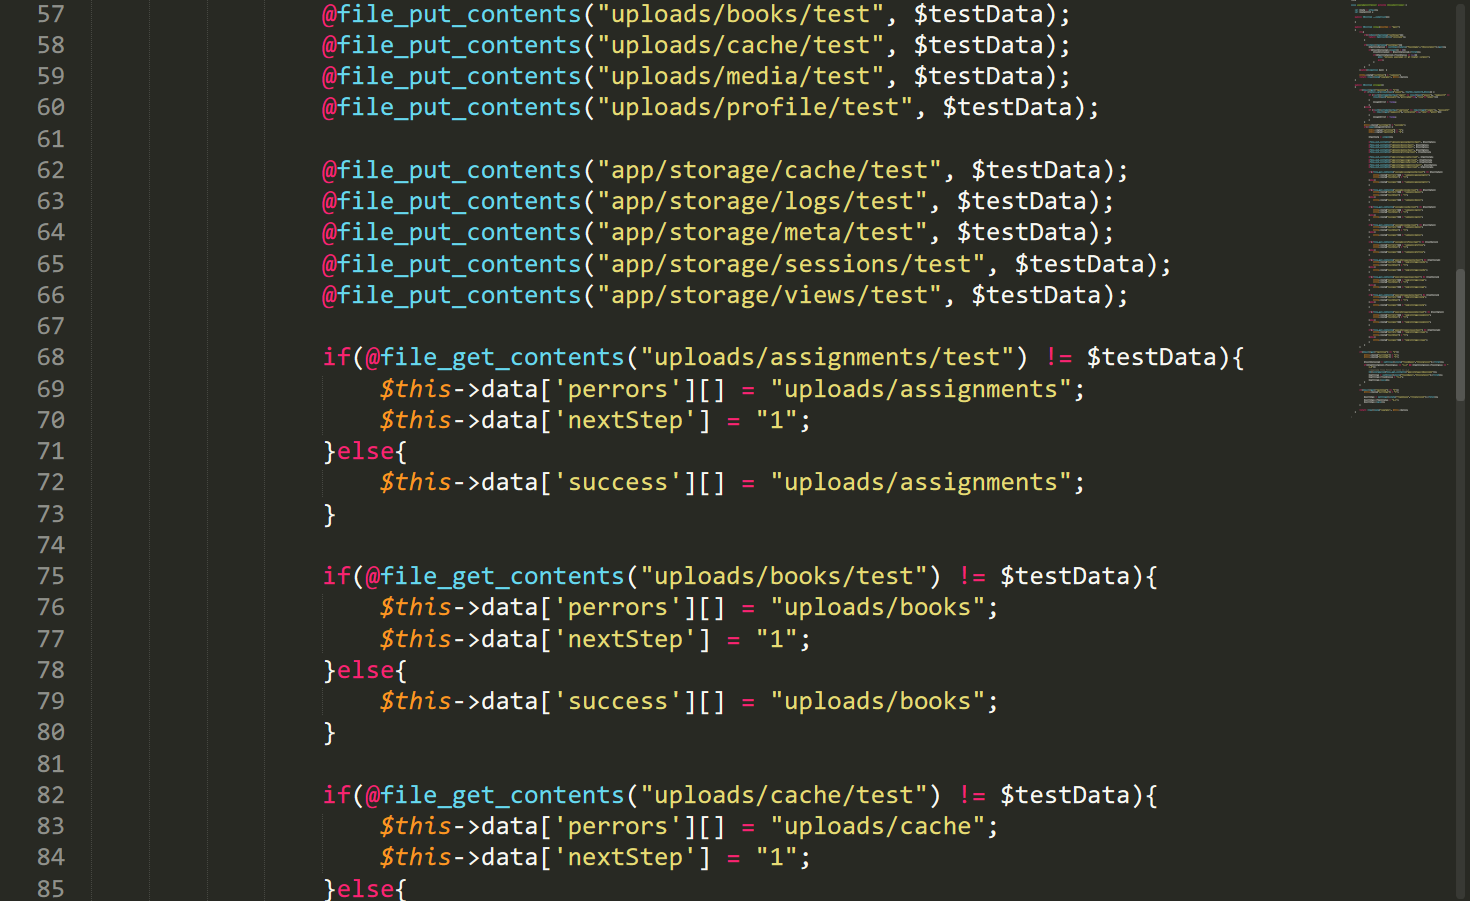 57 @file_put_contents("uploads/books/test", $testData);
58 @file_put_contents("uploads/cache/test", $testData);
59 @file_put_contents("uploads/media/test", $testData);
60 @file_put_contents("uploads/profile/test", $testData);
61
62 @file_put_contents("app/storage/cache/test", $testData);
63 @file_put_contents("app/storage/logs/test", $testData);
64 @file_put_contents("app/storage/meta/test", $testData);
65 @file_put_contents("app/storage/sessions/test", $testData);
66 @file_put_contents("app/storage/views/test", $testData);
67
68 if(@file_get_contents("uploads/assignments/test") != $testData){
69 $this->data['perrors'][] = "uploads/assignments";
70 $this->data['nextStep'] = "1";
71 }else{
72 $this->data['success'][] = "uploads/assignments";
73 }
74
75 if(@file_get_contents("uploads/books/test") != $testData){
76 $this->data['perrors'][] = "uploads/books";
77 $this->data['nextStep'] = "1";
78 }else{
79 $this->data['success'][] = "uploads/books";
80 }
81
82 if(@file_get_contents("uploads/cache/test") != $testData){
83 $this->data['perrors'][] = "uploads/cache";
84 $this->data['nextStep'] = "1";
85 }else{